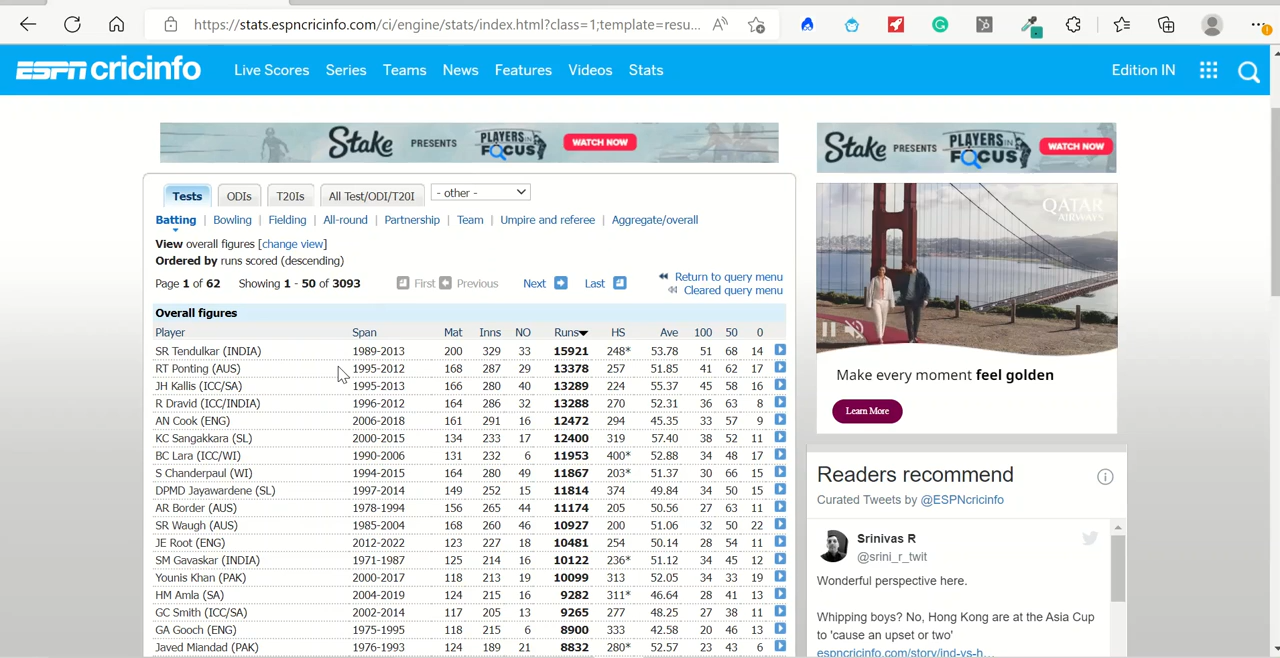 https://stats.espncricinfo.com/ci/engine/stats/index.html?class=1;template=resu...
ESPN cricinfo Live Scores Series Teams News Features Videos Stats Edition IN
Stake PRESENTS PLAYERS IN FOCUS WATCH NOW
Stake PRESENTS PLAYERS IN FOCUS WATCH NOW
Tests ODIs T20Is All Test/ODI/T20I - other -
Batting | Bowling | Fielding | All-round | Partnership | Team | Umpire and referee | Aggregate/overall
View overall figures [change view]
Ordered by runs scored (descending)
Page 1 of 62 Showing 1 - 50 of 3093 First Previous Next Last
Return to query menu
Cleared query menu
Overall figures
Player Span Mat Inns NO Runs HS Ave 100 50 0
SR Tendulkar (INDIA) 1989-2013 200 329 33 15921 248* 53.78 51 68 14
RT Ponting (AUS) 1995-2012 168 287 29 13378 257 51.85 41 62 17
JH Kallis (ICC/SA) 1995-2013 166 280 40 13289 224 55.37 45 58 16
R Dravid (ICC/INDIA) 1996-2012 164 286 32 13288 270 52.31 36 63 8
AN Cook (ENG) 2006-2018 161 291 16 12472 294 45.35 33 57 9
KC Sangakkara (SL) 2000-2015 134 233 17 12400 319 57.40 38 52 11
BC Lara (ICC/WI) 1990-2006 131 232 6 11953 400* 52.88 34 48 17
S Chanderpaul (WI) 1994-2015 164 280 49 11867 203* 51.37 30 66 15
DPMD Jayawardene (SL) 1997-2014 149 252 15 11814 374 49.84 34 50 15
AR Border (AUS) 1978-1994 156 265 44 11174 205 50.56 27 63 11
SR Waugh (AUS) 1985-2004 168 260 46 10927 200 51.06 32 50 22
JE Root (ENG) 2012-2022 123 227 18 10481 254 50.14 28 54 11
SM Gavaskar (INDIA) 1971-1987 125 214 16 10122 236* 51.12 34 45 12
Younis Khan (PAK) 2000-2017 118 213 19 10099 313 52.05 34 33 19
HM Amla (SA) 2004-2019 124 215 16 9282 311* 46.64 28 41 13
GC Smith (ICC/SA) 2002-2014 117 205 13 9265 277 48.25 27 38 11
GA Gooch (ENG) 1975-1995 118 215 6 8900 333 42.58 20 46 13
Javed Miandad (PAK) 1976-1993 124 189 21 8832 280* 52.57 23 43 6
QATAR
AIRWAYS
Make every moment feel golden
Learn More
Readers recommend
Curated Tweets by @ESPNcricinfo
Srinivas R
@srini_r_twit
Wonderful perspective here.
Whipping boys? No, Hong Kong are at the Asia Cup
to 'cause an upset or two'
espncricinfo.com/story/ind-vs-h…